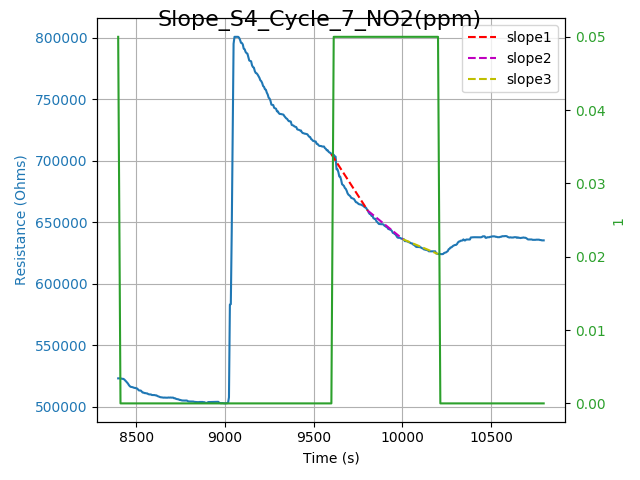 Slope_S4_Cycle_7_NO2(ppm)
slope1
slope2
slope3
800000
750000
700000
650000
600000
550000
500000
Resistance (Ohms)
0.05
0.04
0.03
0.02
0.01
0.00
1
8500 9000 9500 10000 10500
Time (s)